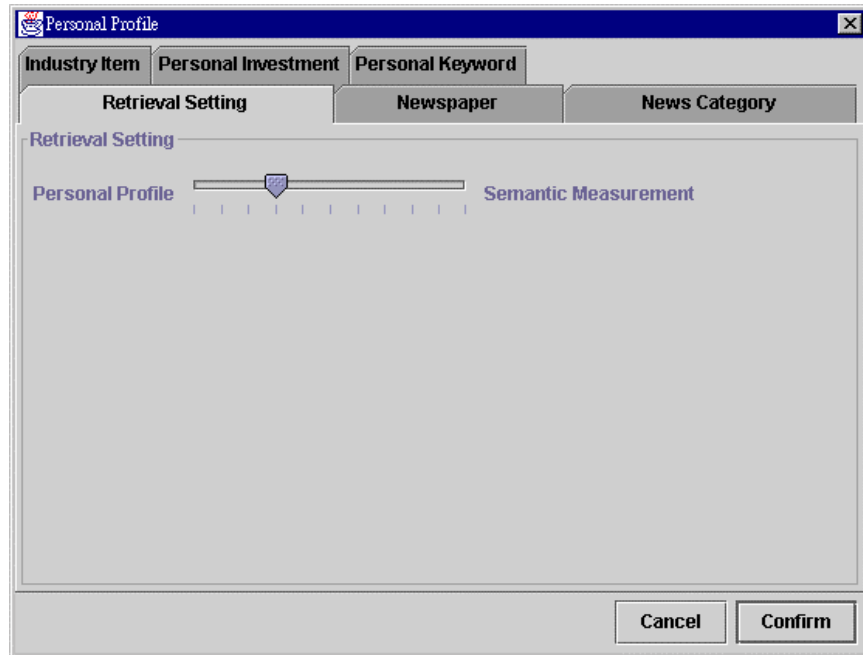 Personal Profile
Industry Item Personal Investment Personal Keyword
Retrieval Setting Newspaper News Category
Retrieval Setting
Personal Profile Semantic Measurement
Cancel Confirm